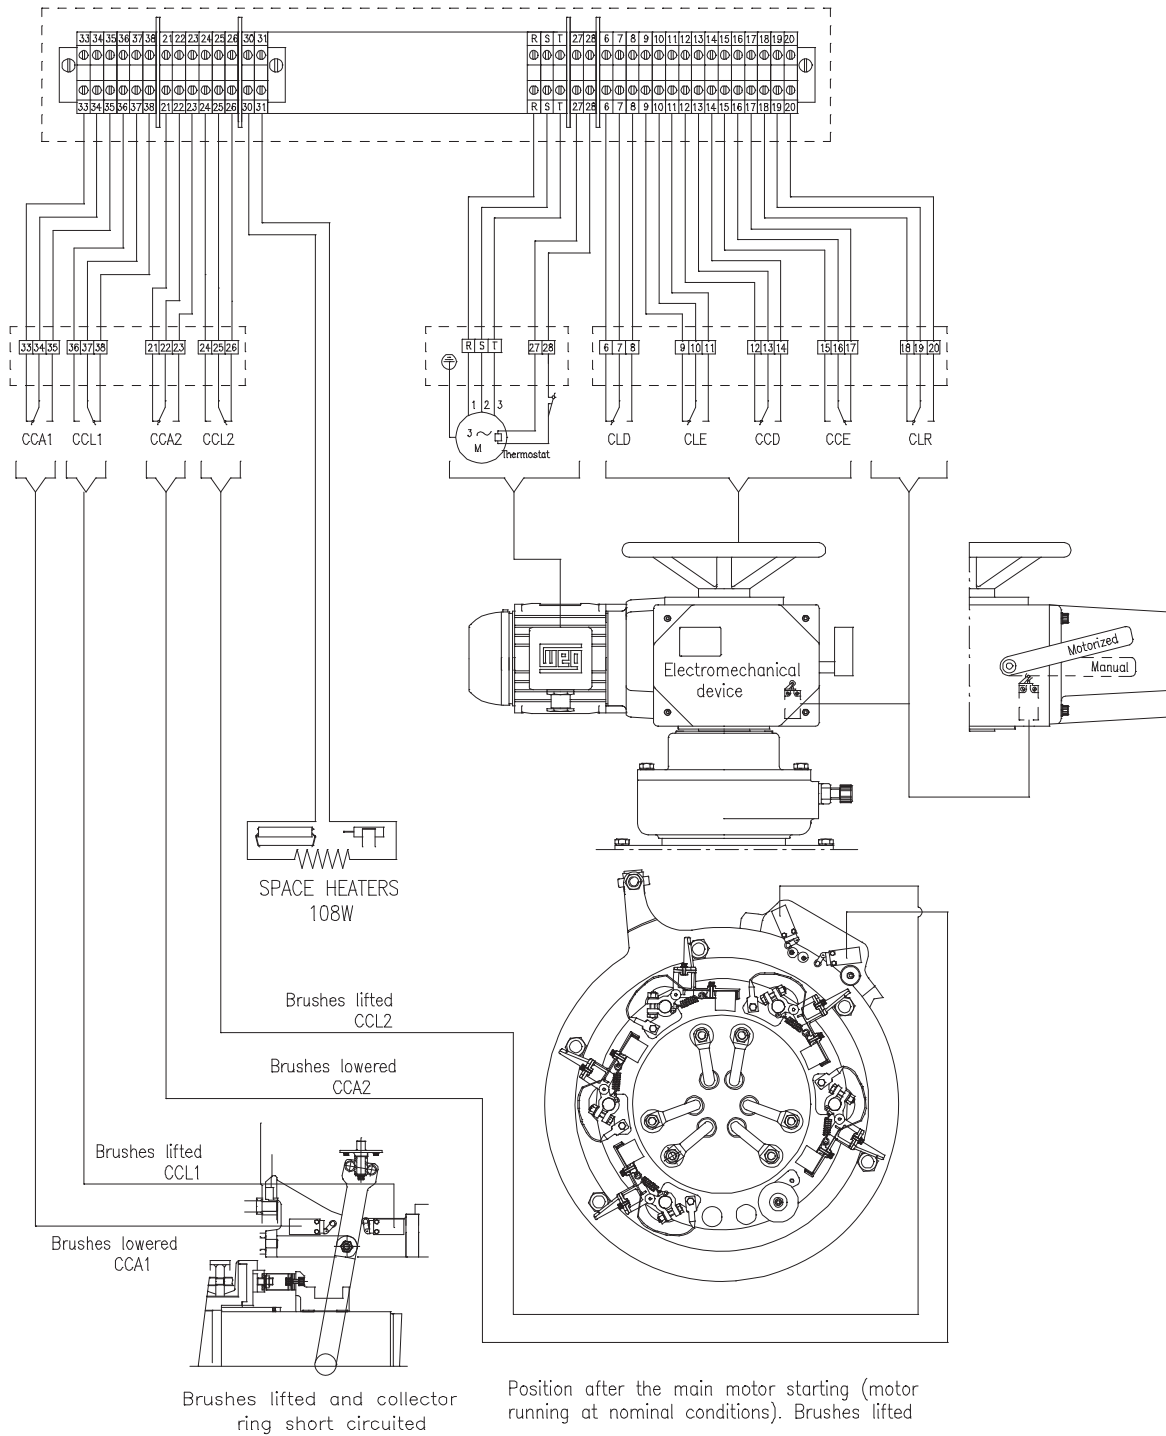 33 34 35 36 37 38 21 22 23 24 25 26 30 31 R S T 27 28 6 7 8 9 10 11 12 13 14 15 16 17 18 19 20
33 34 35 36 37 38 21 22 23 24 25 26 30 31 R S T 27 28 6 7 8 9 10 11 12 13 14 15 16 17 18 19 20
33 34 35 36 37 38 21 22 23 24 25 26 R S T 27 28 6 7 8 9 10 11 12 13 14 15 16 17 18 19 20
1 2 3
CCA1 CCL1 CCA2 CCL2 3 ~ CLD CLE CCD CCE CLR
M
Thermostat
Motorized
Manual
WEG
Electromechanical
device
SPACE HEATERS
108W
Brushes lifted
CCL2
Brushes lowered
CCA2
Brushes lifted
CCL1
Brushes lowered
CCA1
Brushes lifted and collector
ring short circuited
Position after the main motor starting (motor
running at nominal conditions). Brushes lifted